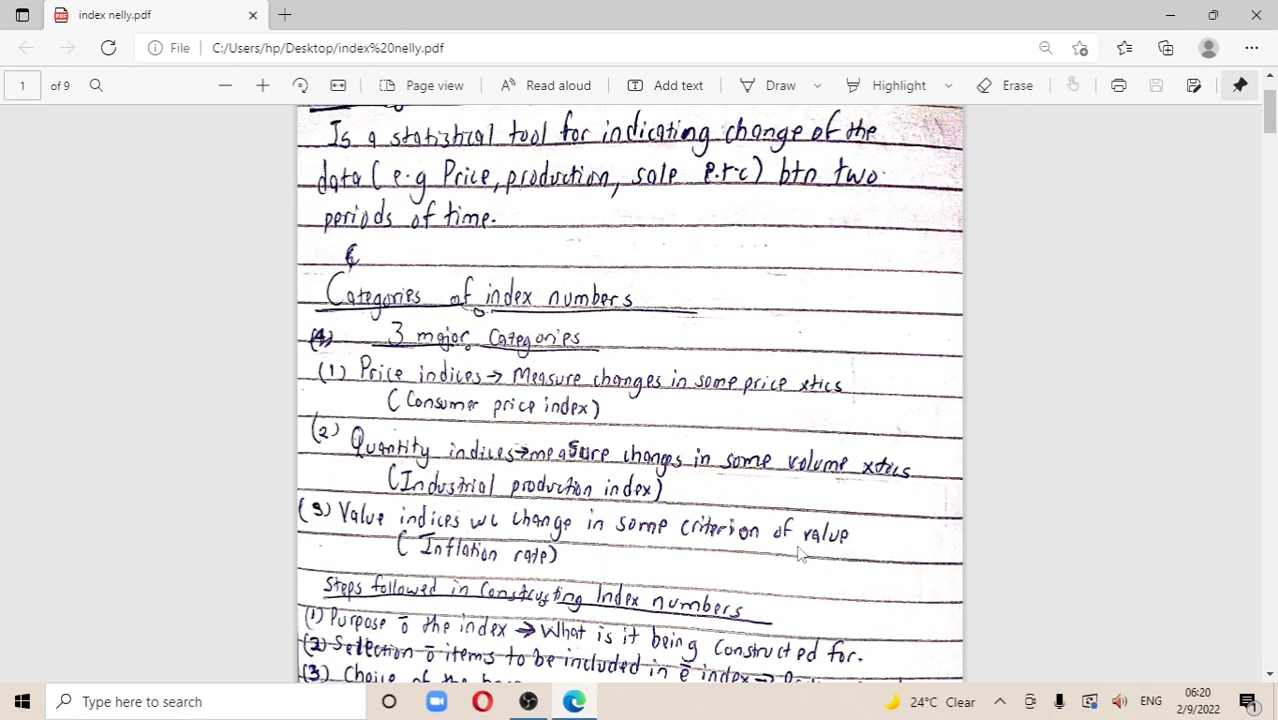 index nelly.pdf
File C:/Users/hp/Desktop/index%20nelly.pdf
1 of 9 Page view Read aloud Add text Draw Highlight Erase
Is a statistical tool for indicating change of the
data (e.g Price, production, sale e.t.c) btn two
periods of time.
Categories of index numbers
3 major Categories
(1) Price indices → Measure changes in some price xtics
(Consumer price index)
(2) Quantity indices → measure changes in some volume xtics
(Industrial production index)
(3) Value indices change in some criterion of value
(Inflation rate)
Steps followed in Constructing Index numbers
(1) Purpose o the index → What is it being constructed for.
(2) Selection o items to be included in e index →
(3) Choice of the
Type here to search
24°C Clear
ENG
06:20
2/9/2022
1